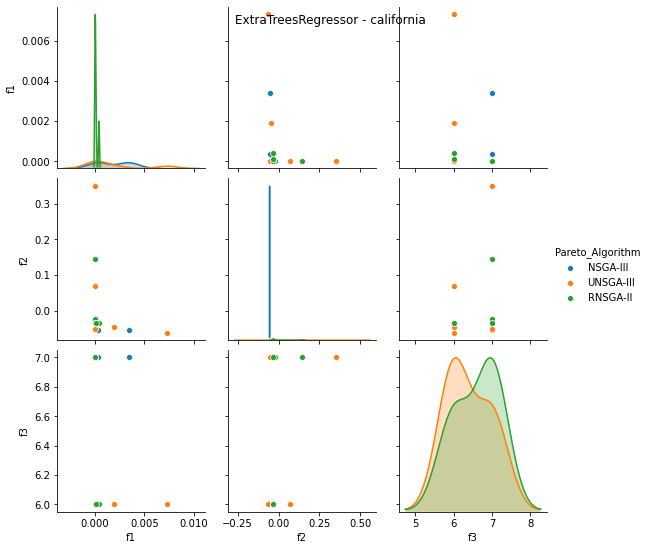 ExtraTreesRegressor - california
0.006
0.004
0.002
0.000
f1
0.3
0.2
0.1
0.0
f2
Pareto_Algorithm
NSGA-III
UNSGA-III
RNSGA-II
7.0
6.8
6.6
6.4
6.2
6.0
f3
0.000 0.005 0.010
f1
-0.25 0.00 0.25 0.50
f2
5 6 7 8
f3